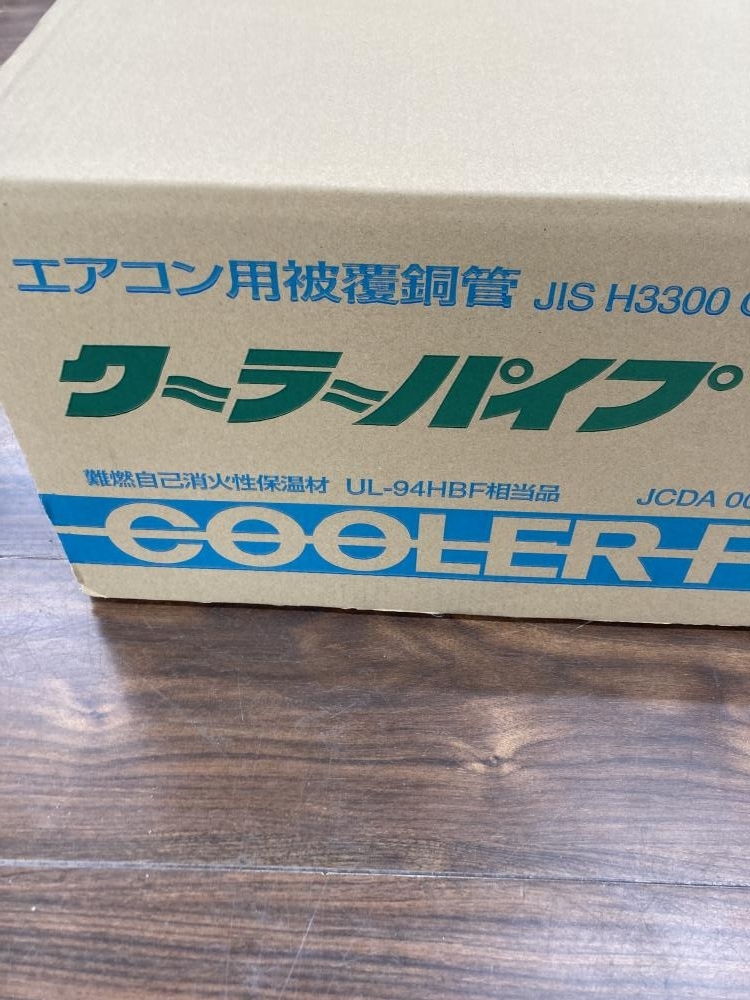 エアコン用被覆銅管 JIS H3300
クーラーパイプ
難燃自己消火性保温材 UL-94HBF相当品 JCDA 00
COOLER-P